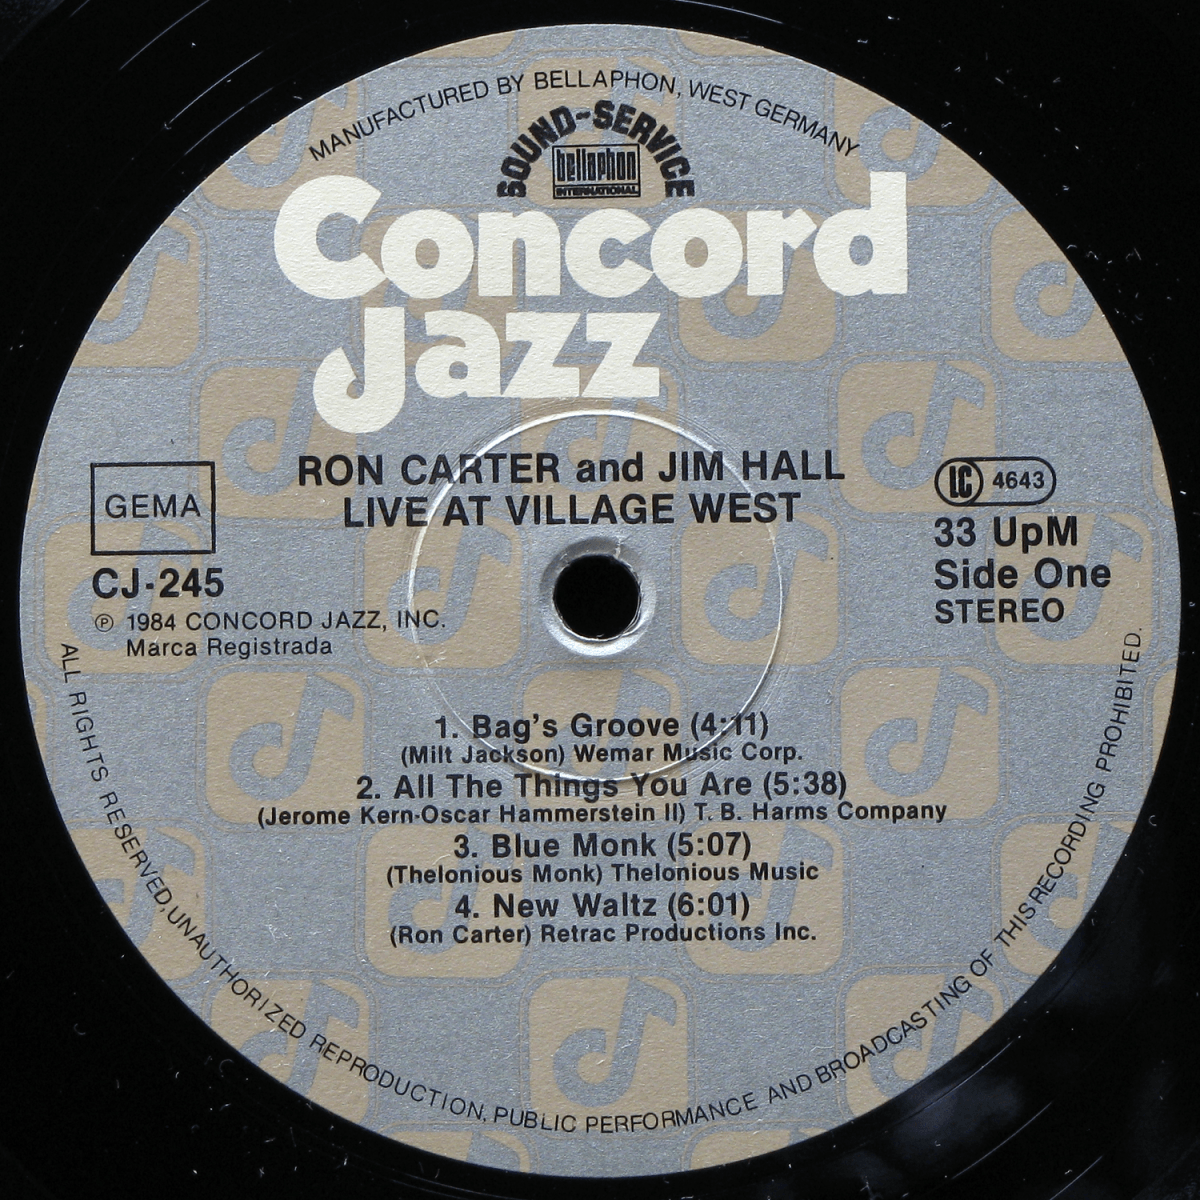 MANUFACTURED BY BELLAPHON, WEST GERMANY
SOUND-SERVICE
bellaphon
INTERNATIONAL
Concord
Jazz
RON CARTER and JIM HALL
LIVE AT VILLAGE WEST
GEMA
CJ-245
℗ 1984 CONCORD JAZZ, INC.
Marca Registrada
LC 4643
33 UpM
Side One
STEREO
1. Bag's Groove (4:11)
(Milt Jackson) Wemar Music Corp.
2. All The Things You Are (5:38)
(Jerome Kern-Oscar Hammerstein II) T. B. Harms Company
3. Blue Monk (5:07)
(Thelonious Monk) Thelonious Music
4. New Waltz (6:01)
(Ron Carter) Retrac Productions Inc.
ALL RIGHTS RESERVED, UNAUTHORIZED REPRODUCTION, PUBLIC PERFORMANCE AND BROADCASTING OF THIS RECORDING PROHIBITED.